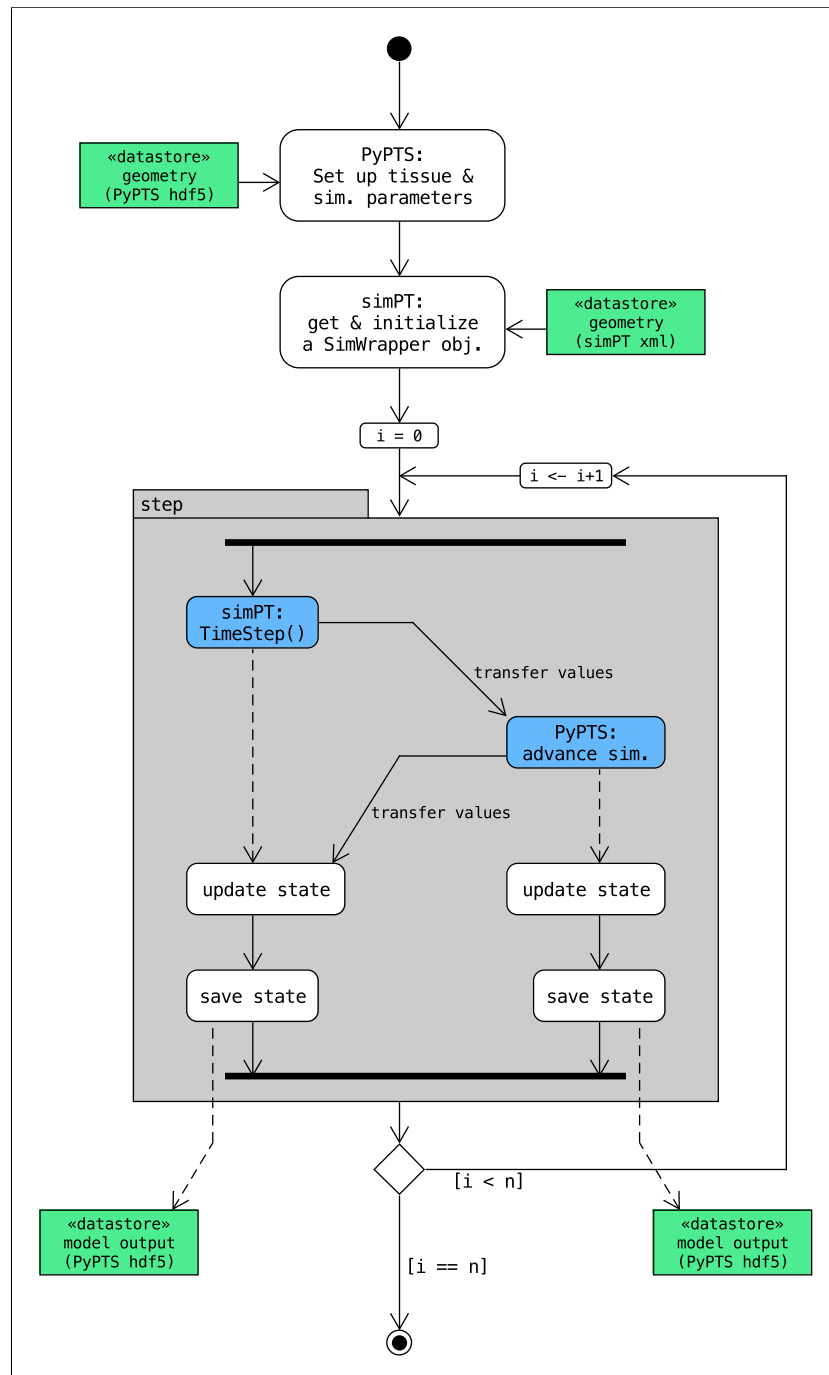 PyPTS:
Set up tissue &
sim. parameters
«datastore»
geometry
(PyPTS hdf5)
simPT:
get & initialize
a SimWrapper obj.
«datastore»
geometry
(simPT xml)
i = 0
i <- i+1
step
simPT:
TimeStep()
transfer values
PyPTS:
advance sim.
transfer values
update state
update state
save state
save state
[i < n]
«datastore»
model output
(PyPTS hdf5)
«datastore»
model output
(PyPTS hdf5)
[i == n]